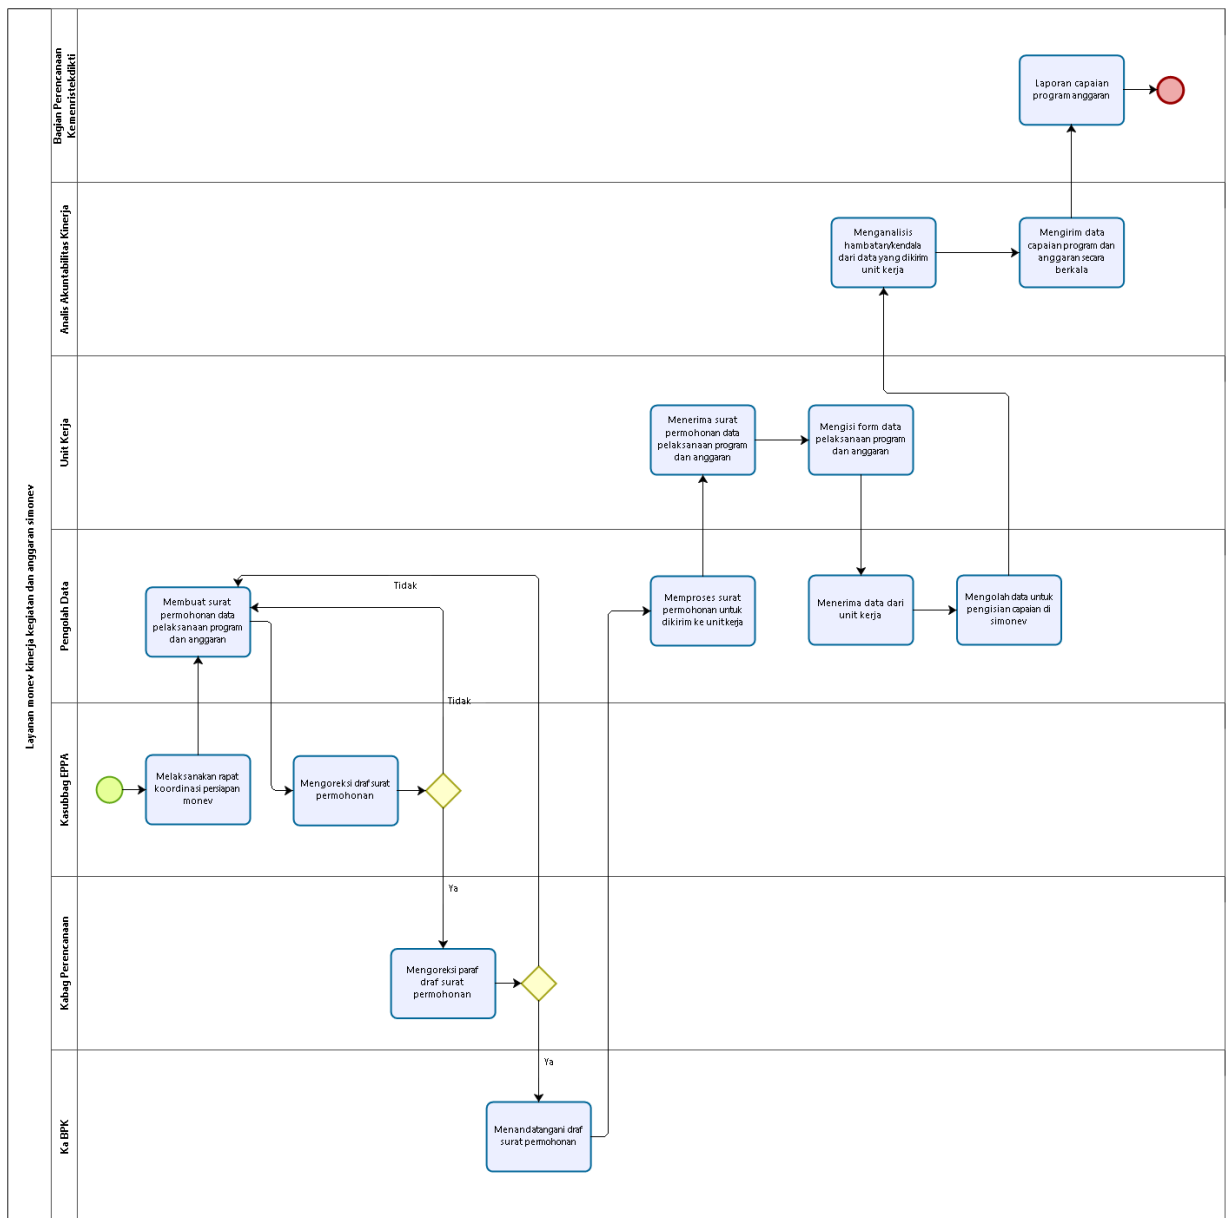 Layanan monev kinerja kegiatan dan anggaran simonev
Bagian Perencanaan
Kemenristekdikti
Laporan capaian
program anggaran
Analis Akuntabilitas Kinerja
Menganalisis
hambatan/kendala
dari data yang dikirim
unit kerja
Mengirim data
capaian program dan
anggaran secara
berkala
Unit Kerja
Menerima surat
permohonan data
pelaksanaan program
dan anggaran
Mengisi form data
pelaksanaan program
dan anggaran
Pengolah Data
Membuat surat
permohonan data
pelaksanaan program
dan anggaran
Tidak
Tidak
Memproses surat
permohonan untuk
dikirim ke unitkerja
Menerima data dari
unit kerja
Mengolah data untuk
pengisian capaian di
simonev
Kasubbag EPPA
Melaksanakan rapat
koordinasi persiapan
monev
Mengoreksi draf surat
permohonan
Ya
Kabag Perencanaan
Mengoreksi paraf
draf surat
permohonan
Ya
Ka BPK
Menandatangani draf
surat permohonan